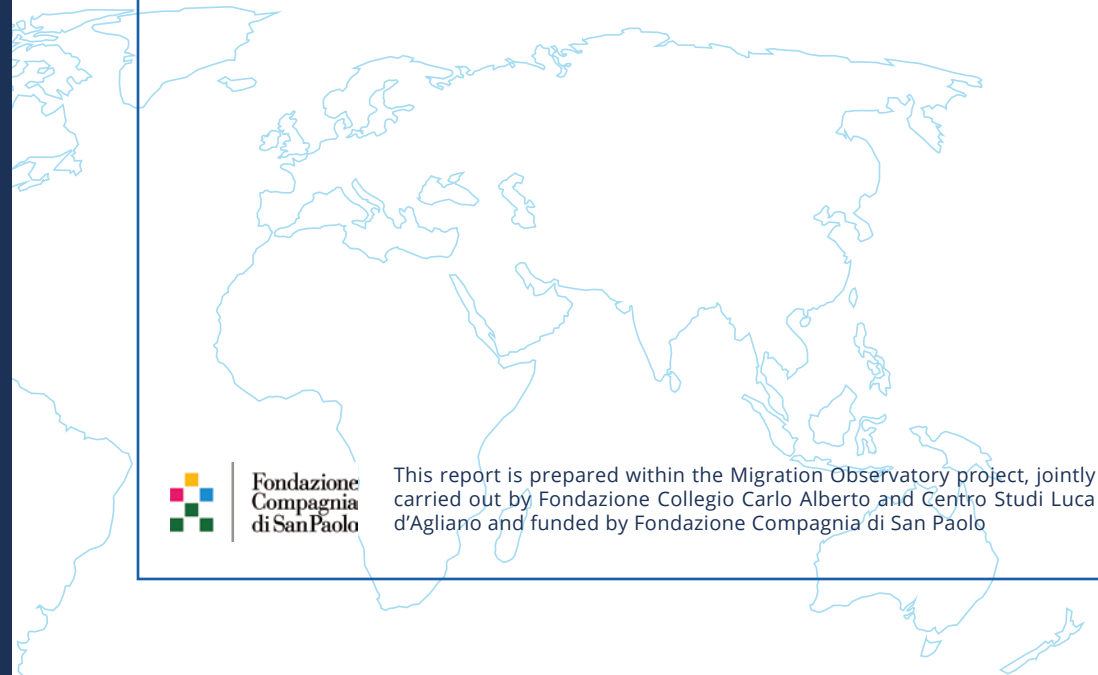 Fondazione
Compagnia
di San Paolo
This report is prepared within the Migration Observatory project, jointly
carried out by Fondazione Collegio Carlo Alberto and Centro Studi Luca
d’Agliano and funded by Fondazione Compagnia di San Paolo